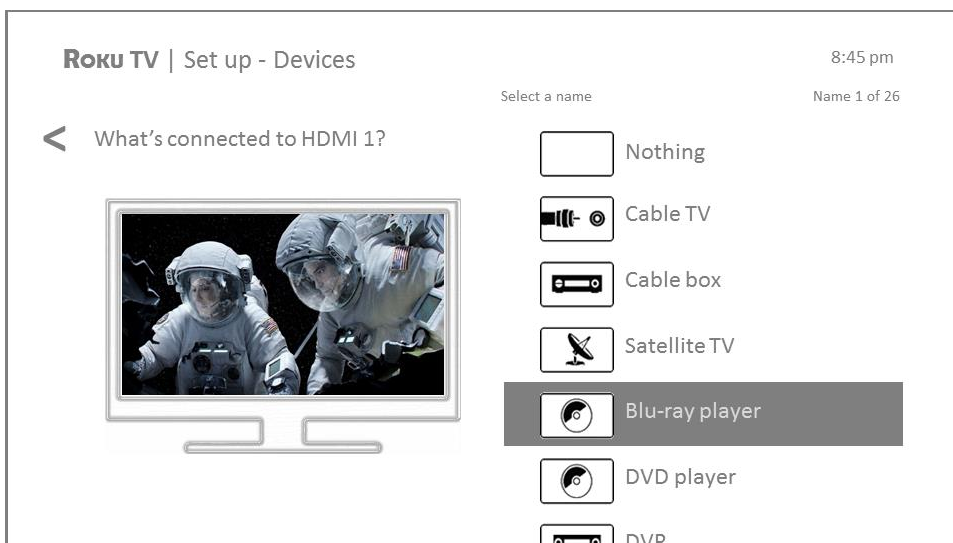 ROKU TV | Set up - Devices
8:45 pm
Select a name
Name 1 of 26
< What's connected to HDMI 1?
Nothing
Cable TV
Cable box
Satellite TV
Blu-ray player
DVD player
DVR